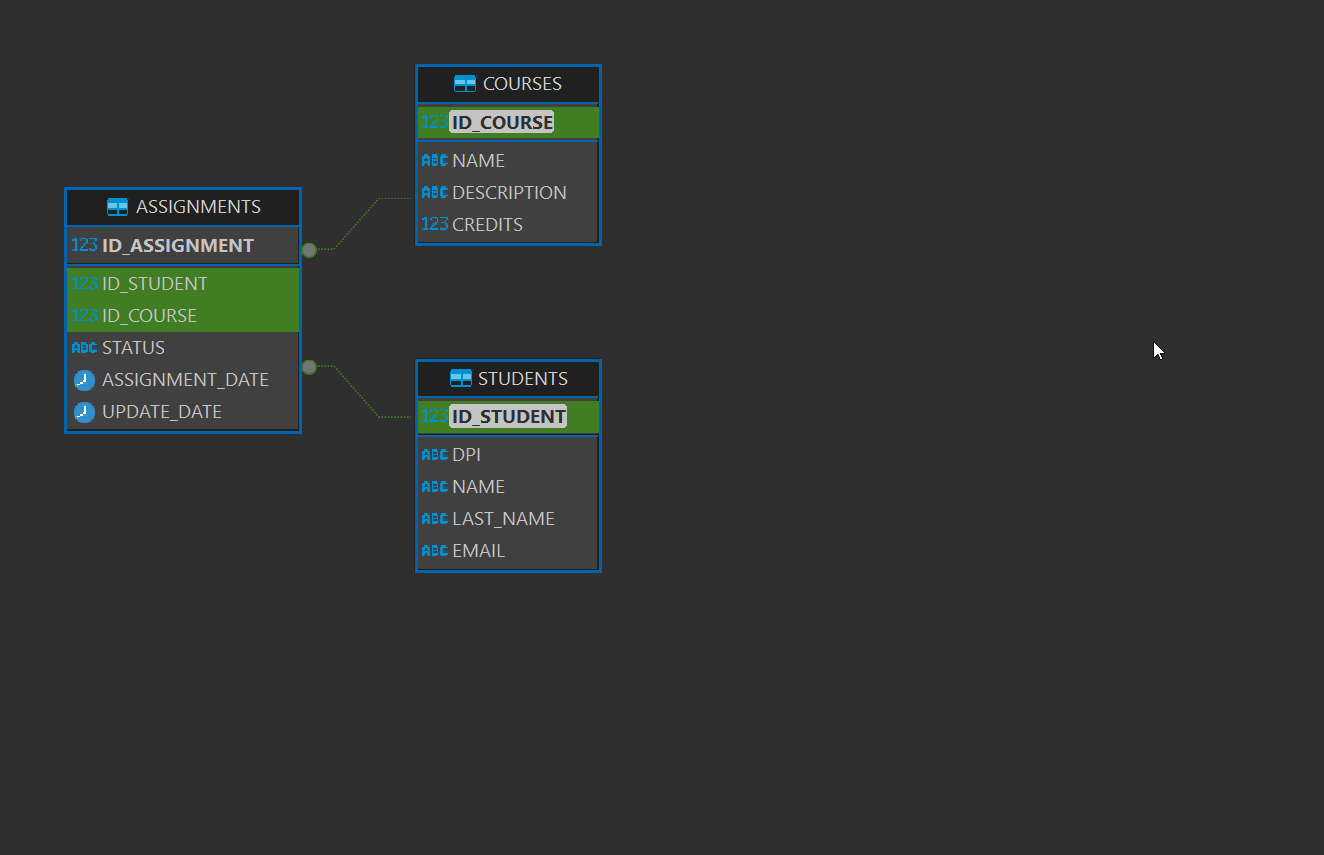 COURSES
123 ID_COURSE
ABC NAME
ABC DESCRIPTION
123 CREDITS
ASSIGNMENTS
123 ID_ASSIGNMENT
123 ID_STUDENT
123 ID_COURSE
ABC STATUS
ASSIGNMENT_DATE
UPDATE_DATE
STUDENTS
123 ID_STUDENT
ABC DPI
ABC NAME
ABC LAST_NAME
ABC EMAIL